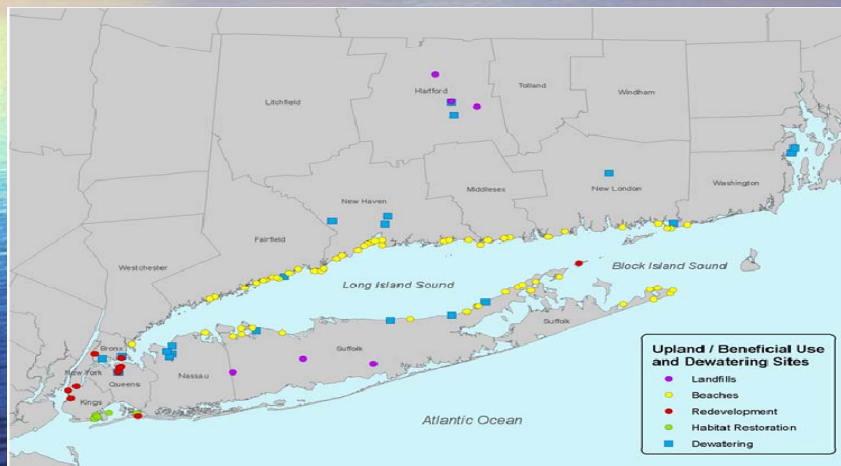 Litchfield
Hartford
Tolland
Windham
New Haven
Middlesex
New London
Washington
Fairfield
Westchester
Long Island Sound
Block Island Sound
Suffolk
Suffolk
Bronx
New York
Queens
Nassau
Kings
Atlantic Ocean
Upland / Beneficial Use
and Dewatering Sites
Landfills
Beaches
Redevelopment
Habitat Restoration
Dewatering